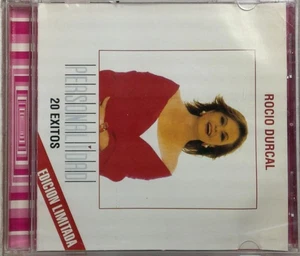 ROCIO DURCAL
PERSONALIDAD
20 EXITOS
EDICION LIMITADA